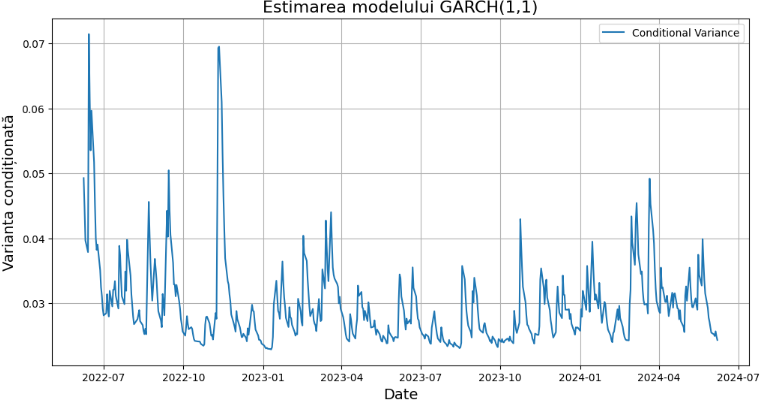 Estimarea modelului GARCH(1,1)
Conditional Variance
Varianta condiționată
0.07
0.06
0.05
0.04
0.03
2022-07 2022-10 2023-01 2023-04 2023-07 2023-10 2024-01 2024-04 2024-07
Date